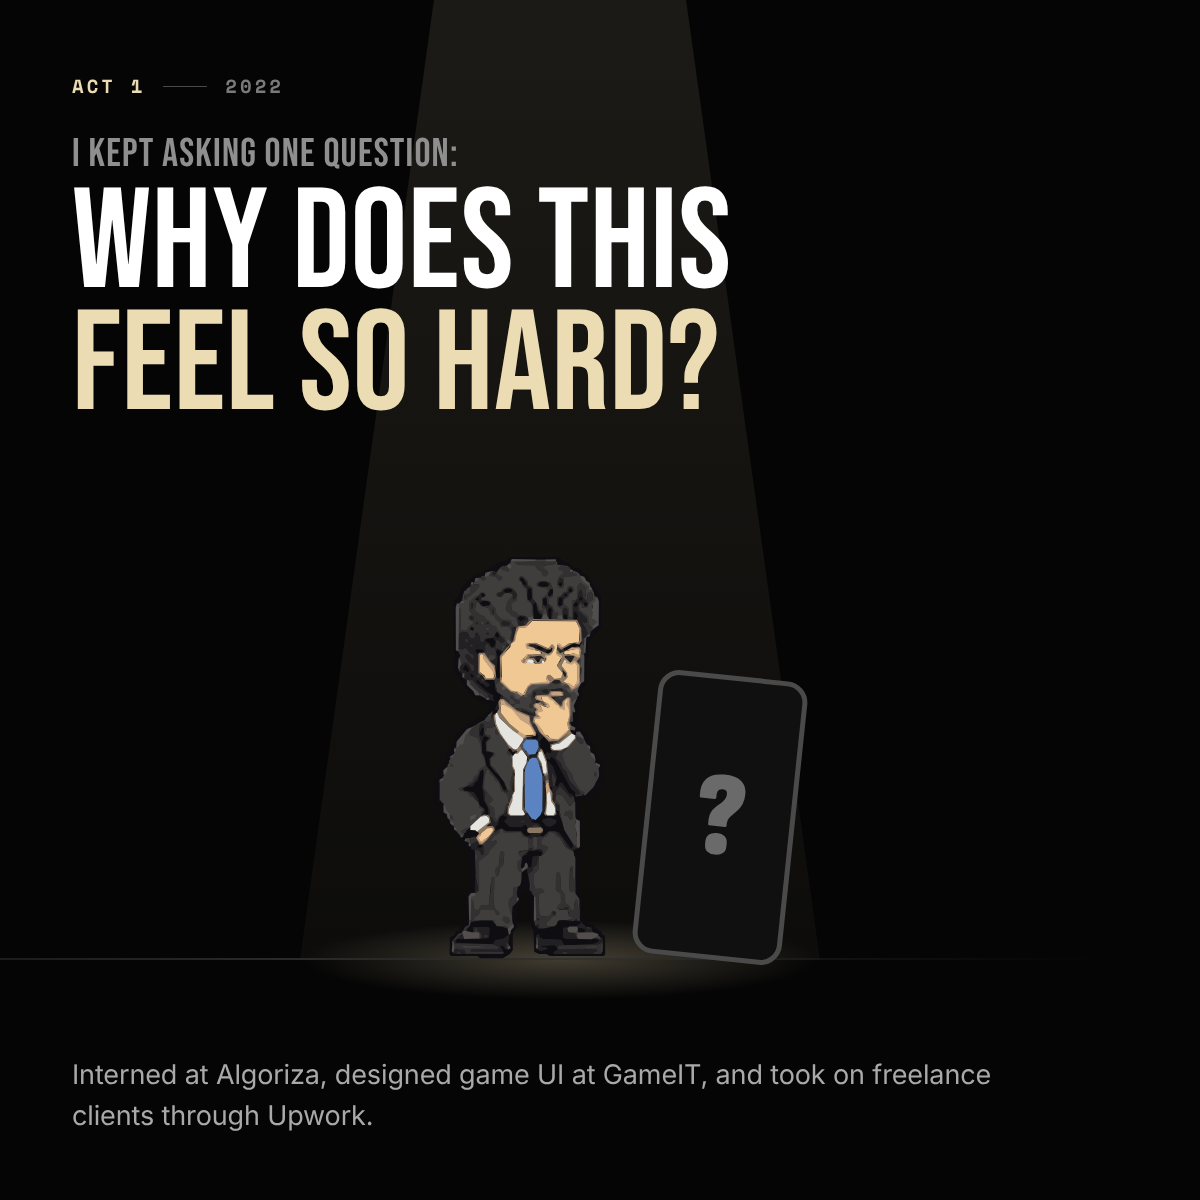 ACT 1 — 2022
I KEPT ASKING ONE QUESTION:
WHY DOES THIS
FEEL SO HARD?
?
Interned at Algoriza, designed game UI at GameIT, and took on freelance
clients through Upwork.